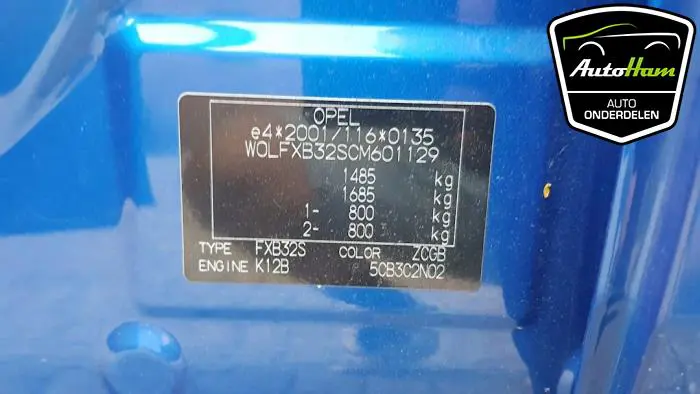 OPEL
e4*2001/116*0135
W0LFXB32SCM601129
1485 kg
1685 kg
1- 800 kg
2- 800 kg
TYPE FXB32S COLOR ZCGB
ENGINE K12B 5CB3C2N02
AutoHam
AUTO
ONDERDELEN